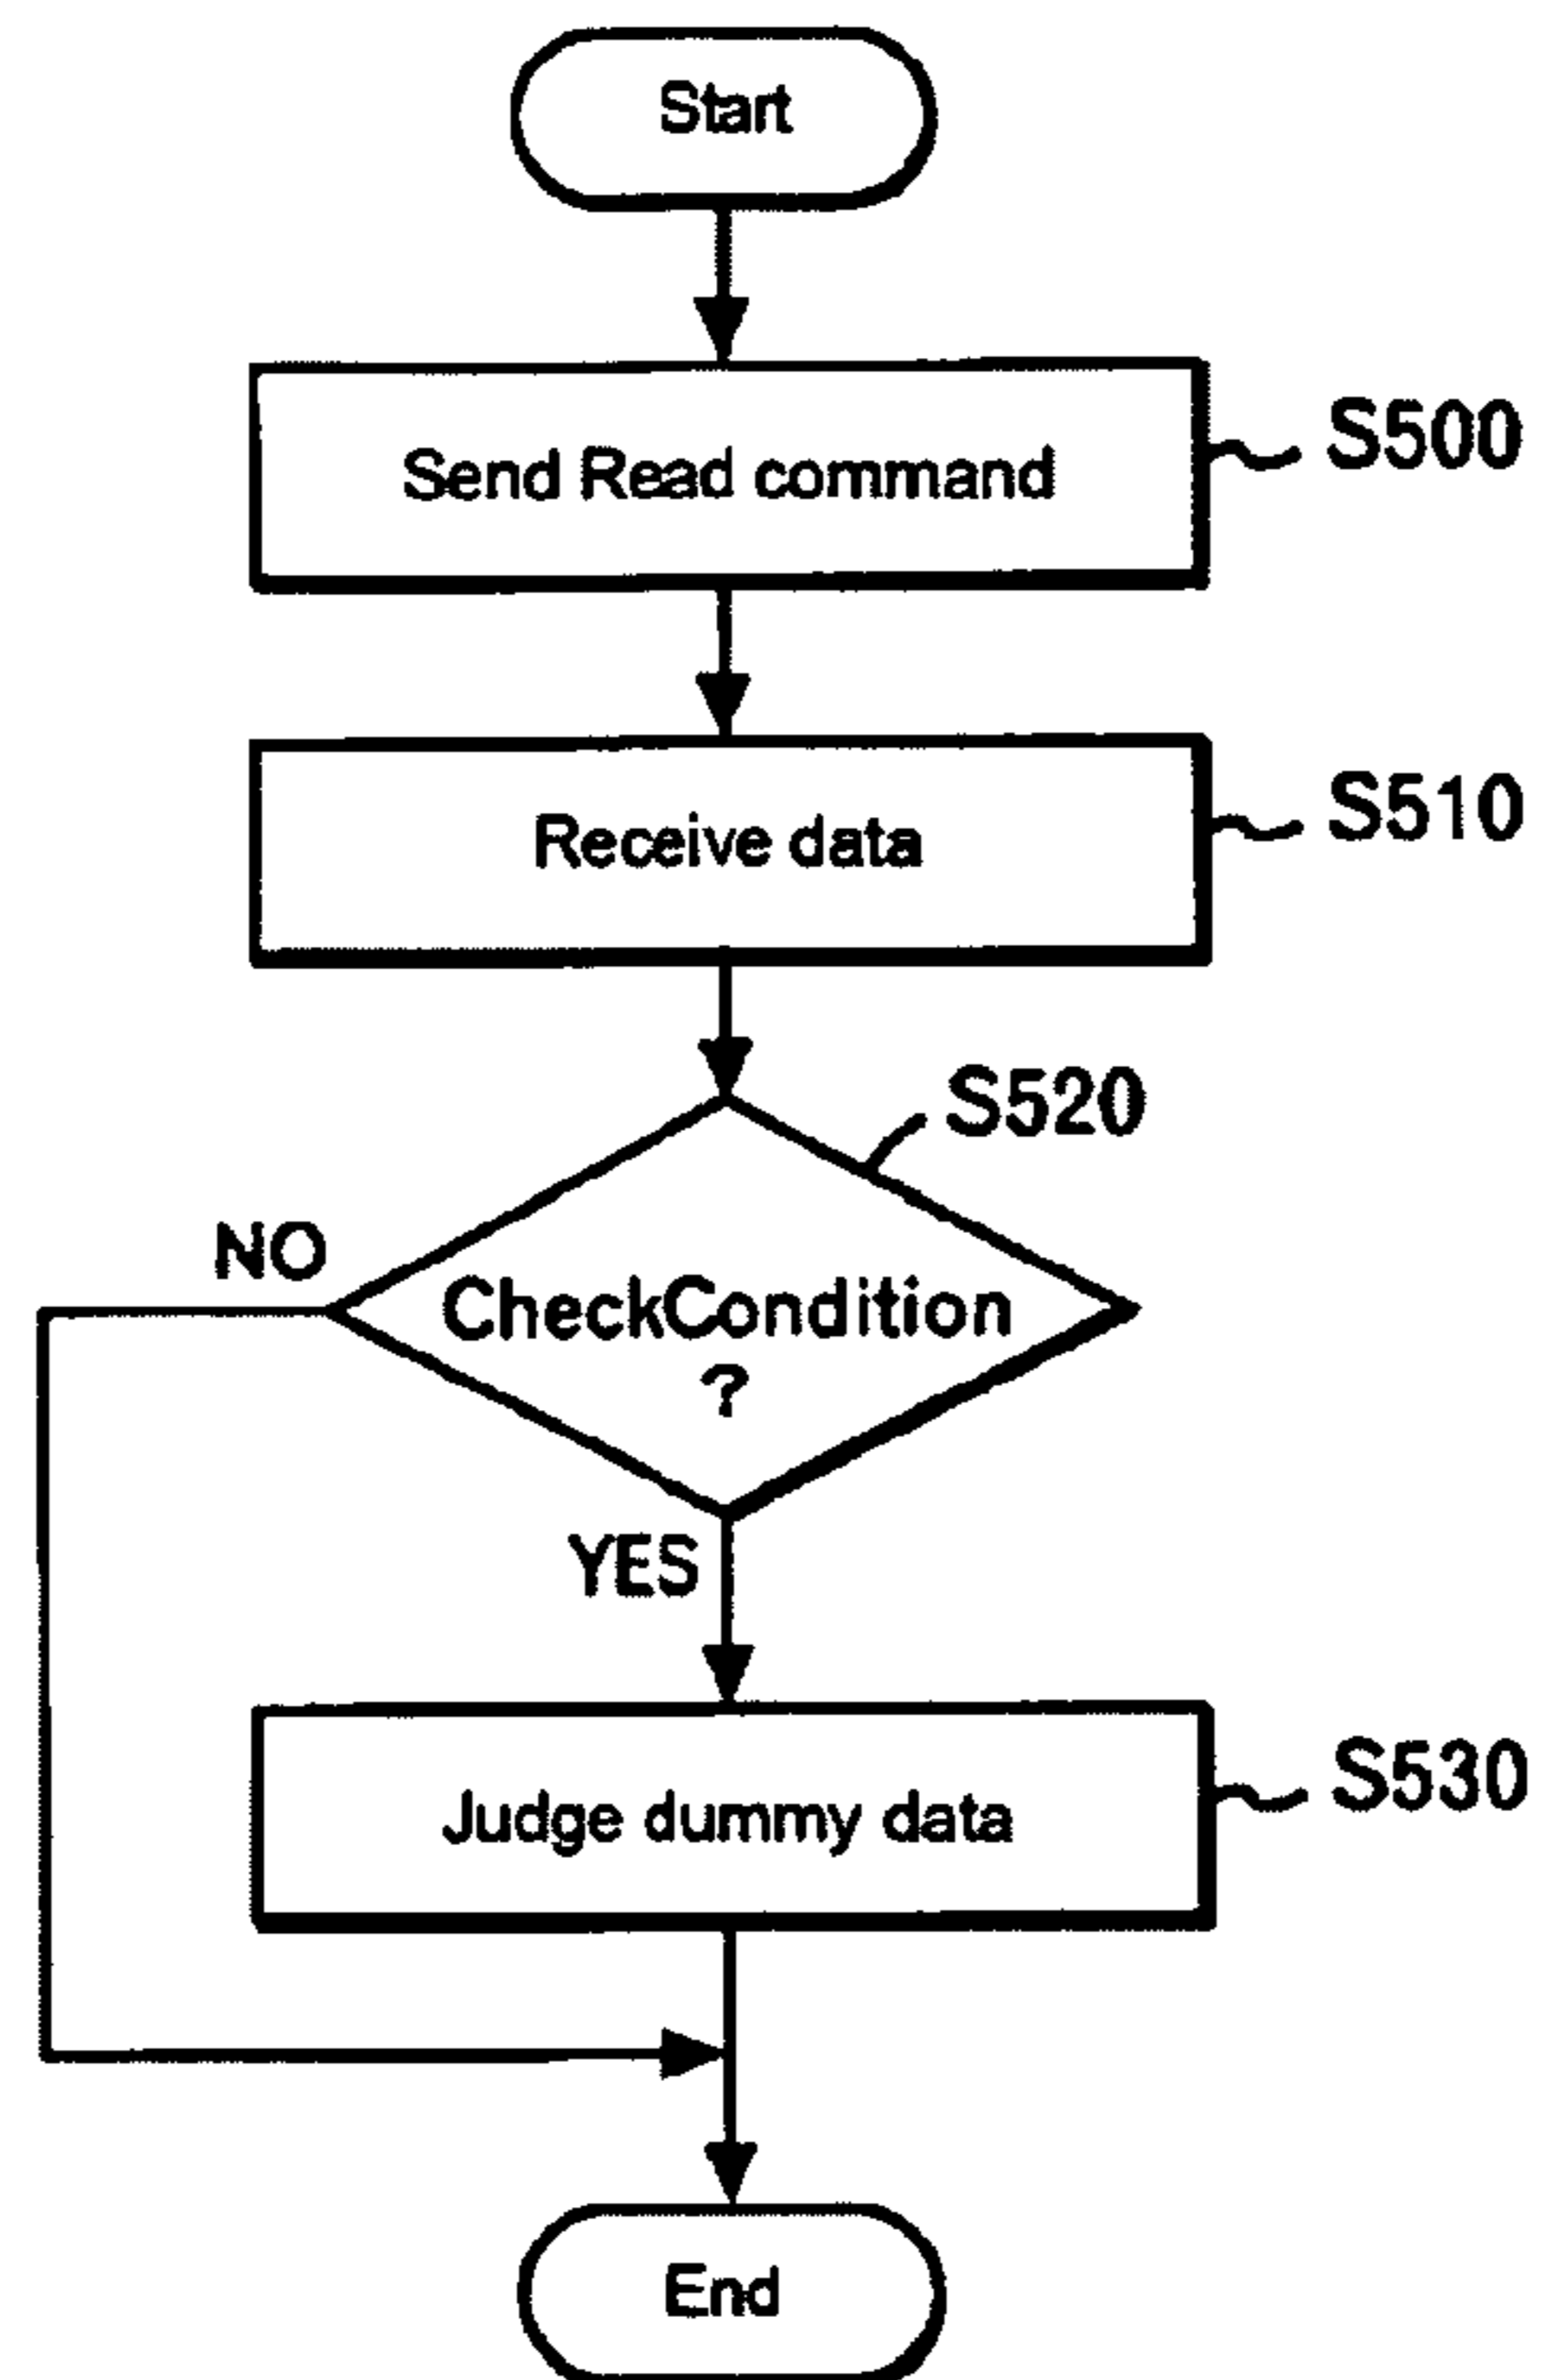 Start
Send Read command
S500
Receive data
S510
S520
NO
CheckCondition
?
YES
Judge dummy data
S530
End